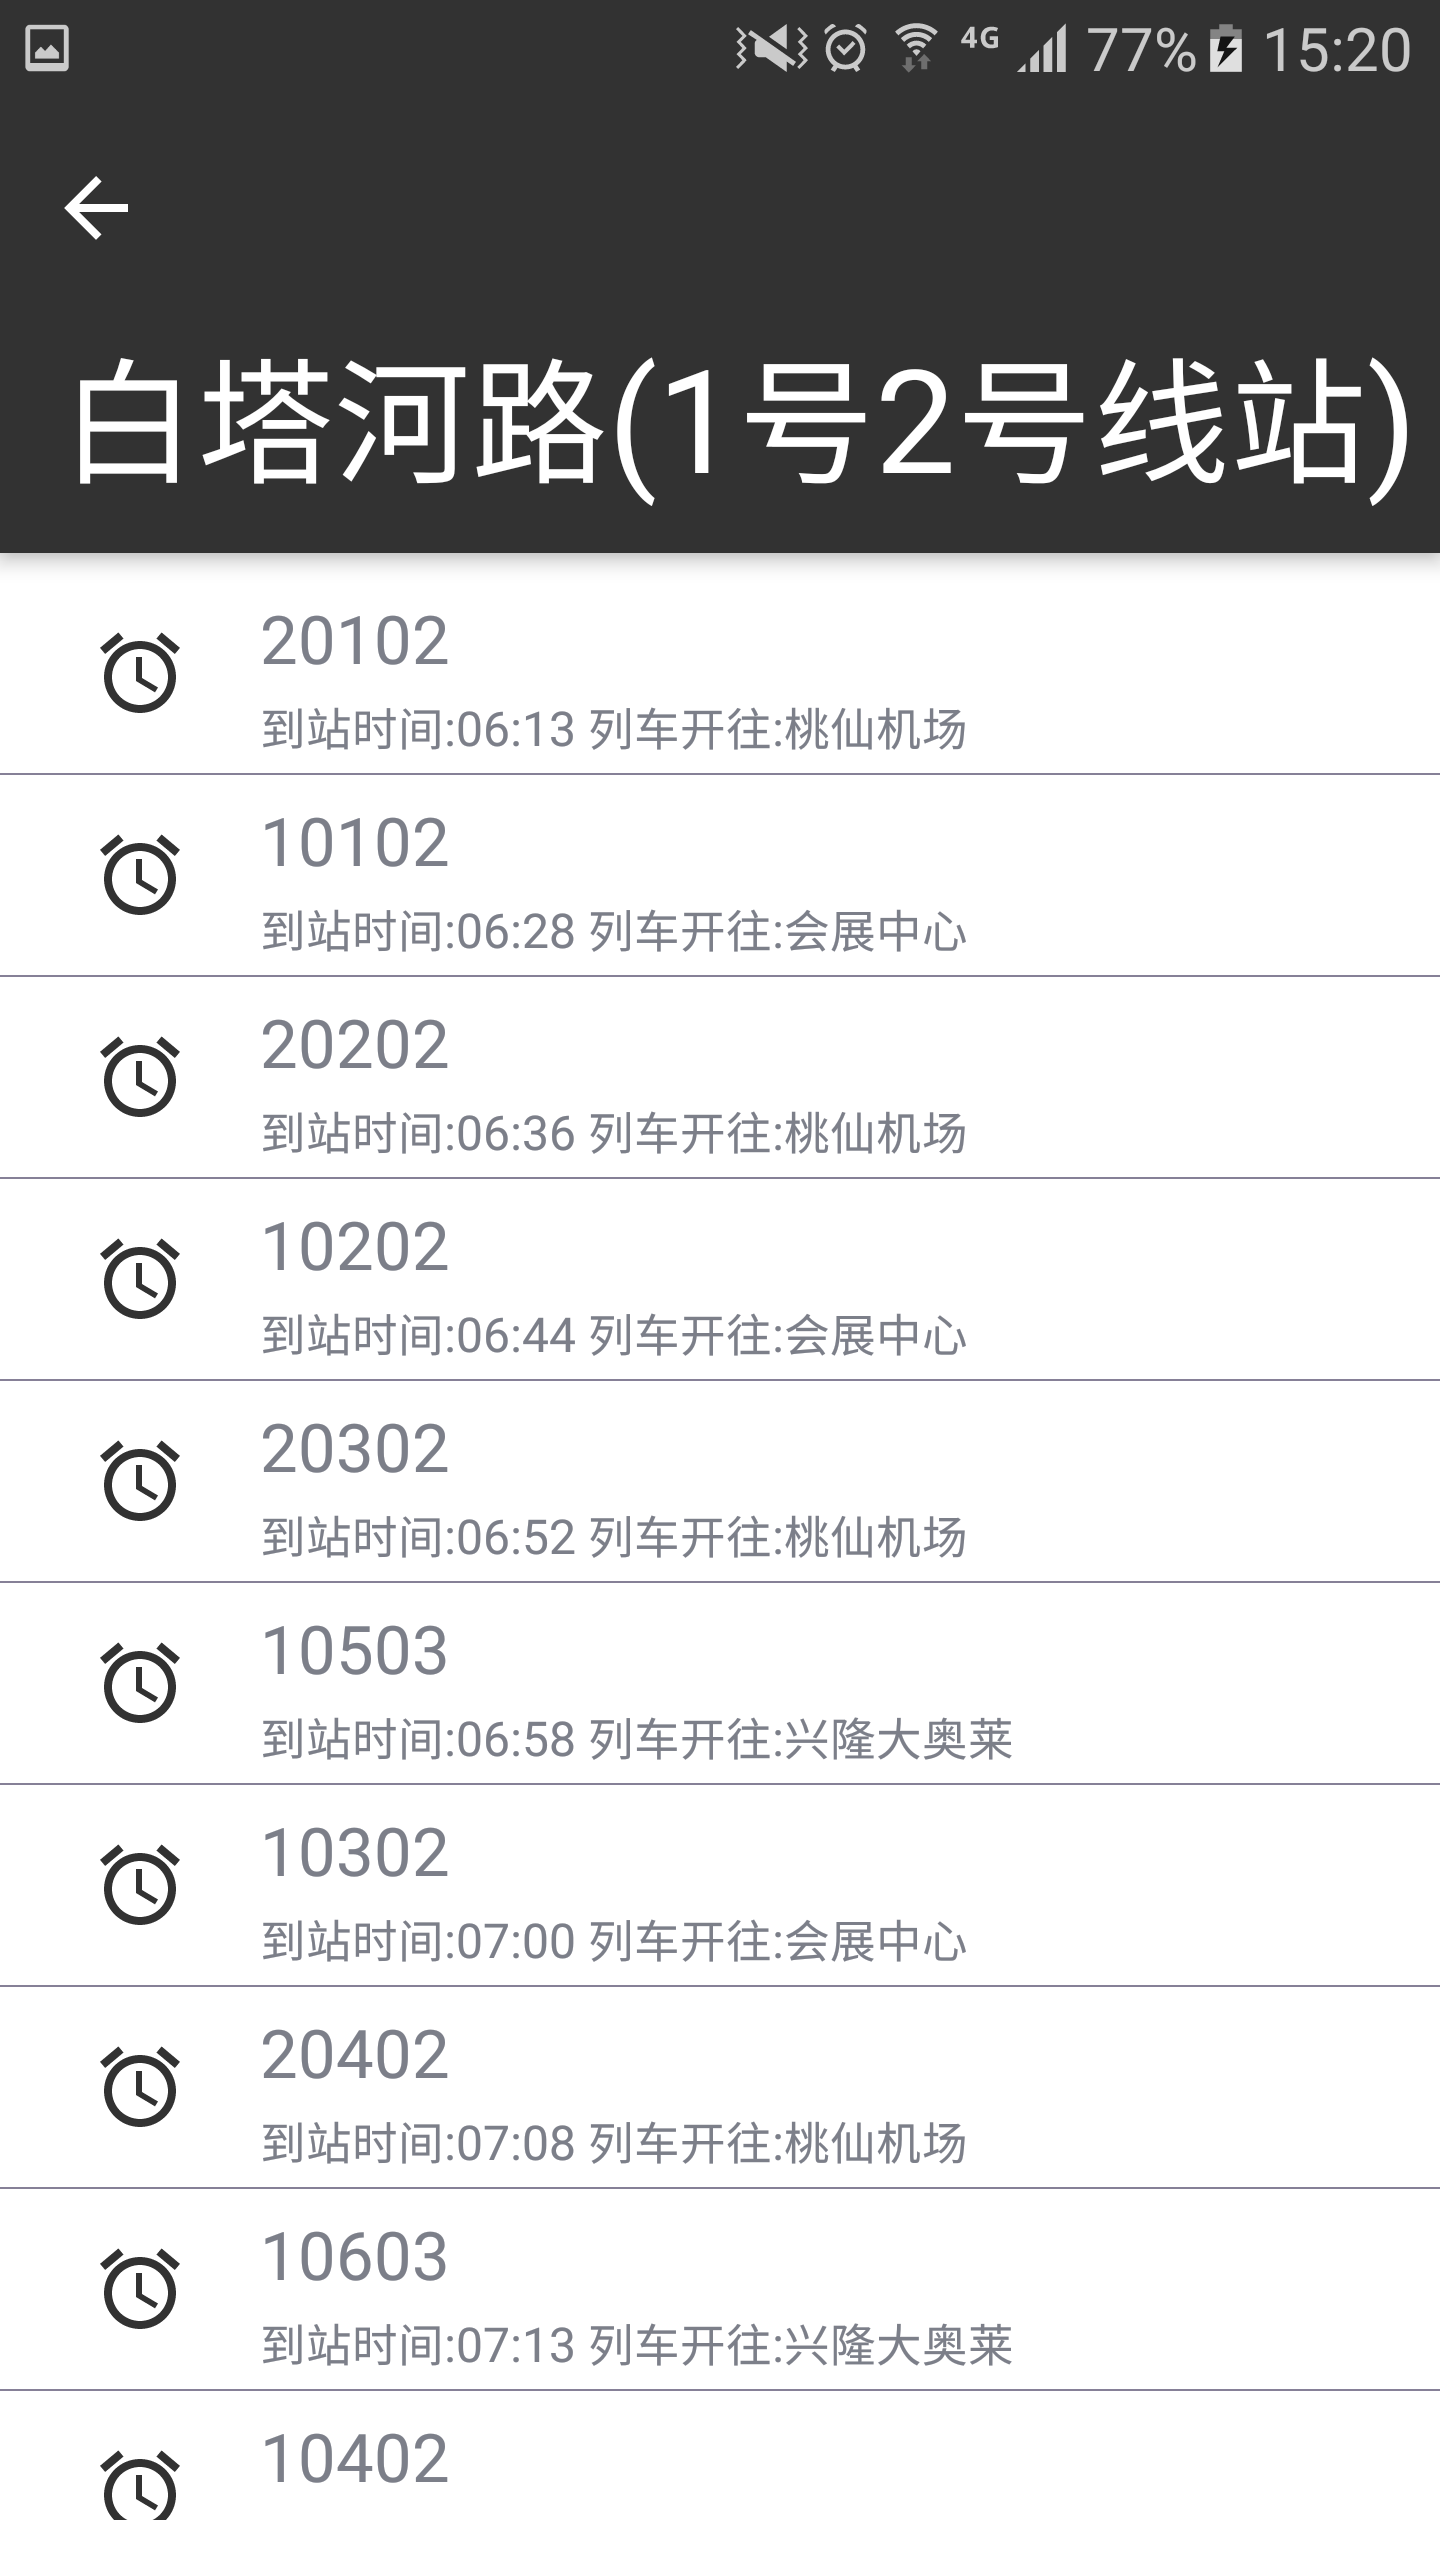 4G 77% 15:20
白塔河路(1号2号线站)
20102
到站时间:06:13 列车开往:桃仙机场
10102
到站时间:06:28 列车开往:会展中心
20202
到站时间:06:36 列车开往:桃仙机场
10202
到站时间:06:44 列车开往:会展中心
20302
到站时间:06:52 列车开往:桃仙机场
10503
到站时间:06:58 列车开往:兴隆大奥莱
10302
到站时间:07:00 列车开往:会展中心
20402
到站时间:07:08 列车开往:桃仙机场
10603
到站时间:07:13 列车开往:兴隆大奥莱
10402